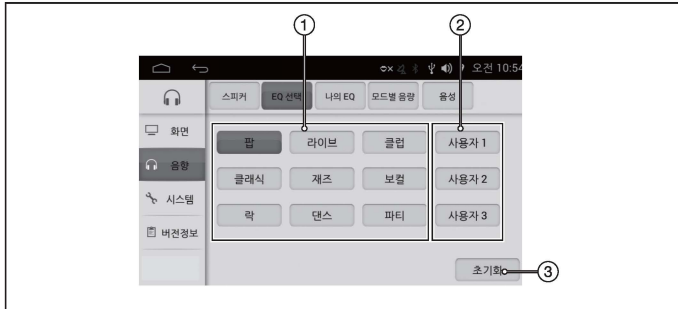 ① ②
오전 10:54
스피커 EQ 선택 나의 EQ 모드별 음량 음성
화면
음향
시스템
버전정보
팝 라이브 클럽 사용자 1
클래식 재즈 보컬 사용자 2
락 댄스 파티 사용자 3
초기화 ③